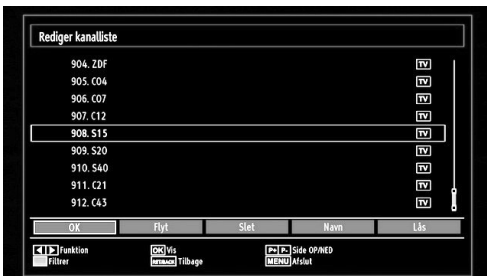 Rediger kanalliste
904. ZDF TV
905. C04 TV
906. C07 TV
907. C12 TV
908. S15 TV
909. S20 TV
910. S40 TV
911. C21 TV
912. C43 TV
OK Flyt Slet Navn Lås
Funktion OK Vis P+ P- Side OP/NED
Filtrer RETBACK Tilbage MENU Afslut